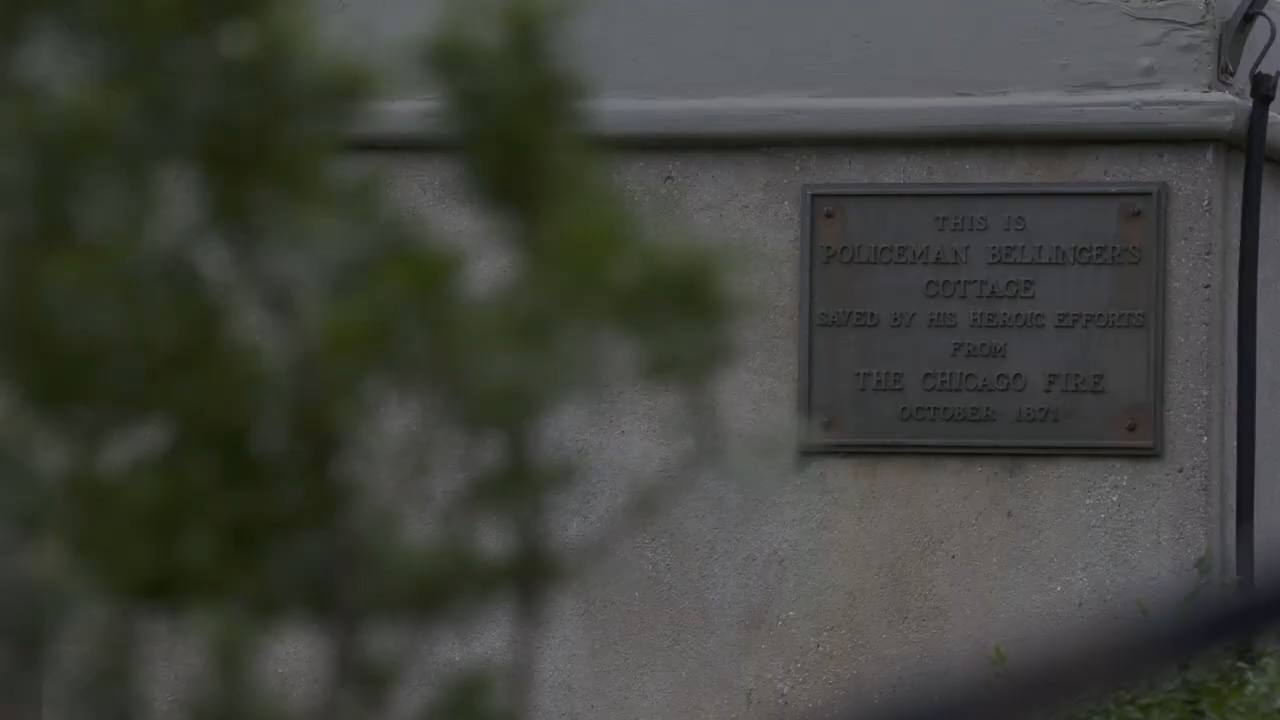 THIS IS
POLICEMAN BELLINGER'S
COTTAGE
SAVED BY HIS HEROIC EFFORTS
FROM
THE CHICAGO FIRE
OCTOBER 1871